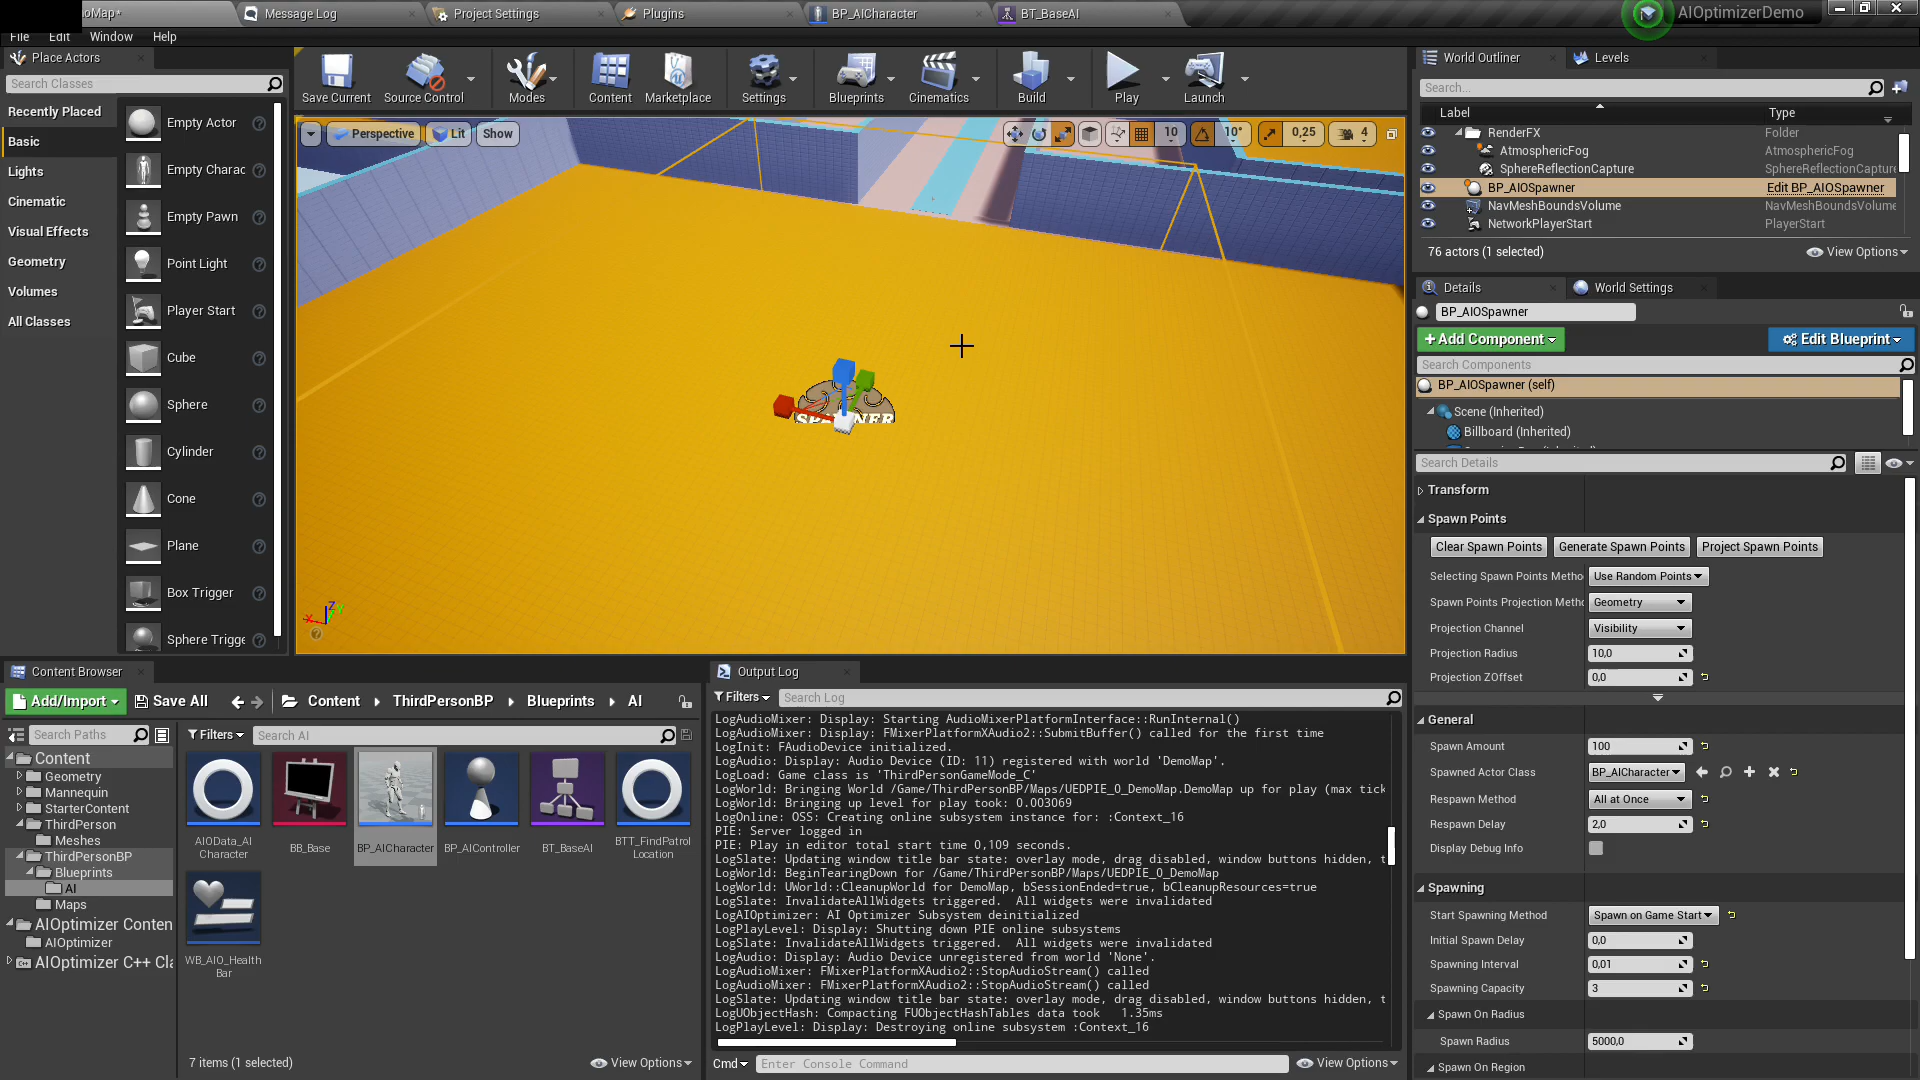 oMap*
Message Log
Project Settings
Plugins
BP_AICharacter
BT_BaseAI
AIOptimizerDemo
File Edit Window Help
Place Actors
Search Classes
Recently Placed
Basic
Lights
Cinematic
Visual Effects
Geometry
Volumes
All Classes
Empty Actor
Empty Charac
Empty Pawn
Point Light
Player Start
Cube
Sphere
Cylinder
Cone
Plane
Box Trigger
Sphere Trigge
Save Current
Source Control
Modes
Content
Marketplace
Settings
Blueprints
Cinematics
Build
Play
Launch
Perspective Lit Show
10 10° 0,25 4
SPAWNER
World Outliner
Levels
Search...
Label Type
RenderFX Folder
AtmosphericFog AtmosphericFog
SphereReflectionCapture SphereReflectionCapture
BP_AIOSpawner Edit BP_AIOSpawner
NavMeshBoundsVolume NavMeshBoundsVolume
NetworkPlayerStart PlayerStart
76 actors (1 selected) View Options
Details
World Settings
BP_AIOSpawner
+Add Component
Edit Blueprint
Search Components
BP_AIOSpawner (self)
Scene (Inherited)
Billboard (Inherited)
Search Details
Transform
Spawn Points
Clear Spawn Points Generate Spawn Points Project Spawn Points
Selecting Spawn Points Metho Use Random Points
Spawn Points Projection Metho Geometry
Projection Channel Visibility
Projection Radius 10,0
Projection ZOffset 0,0
General
Spawn Amount 100
Spawned Actor Class BP_AICharacter
Respawn Method All at Once
Respawn Delay 2,0
Display Debug Info
Spawning
Start Spawning Method Spawn on Game Start
Initial Spawn Delay 0,0
Spawning Interval 0,01
Spawning Capacity 3
Spawn On Radius
Spawn Radius 5000,0
Spawn On Region
Content Browser
Add/Import
Save All
Content ThirdPersonBP Blueprints AI
Search Paths
Filters
Search AI
Content
Geometry
Mannequin
StarterContent
ThirdPerson
Meshes
ThirdPersonBP
Blueprints
AI
Maps
AIOptimizer Conten
AIOptimizer
AIOptimizer C++ Cla
AIOData_AI
Character
BB_Base
BP_AICharacter
BP_AIController
BT_BaseAI
BTT_FindPatrol
Location
WB_AIO_Health
Bar
7 items (1 selected) View Options
Output Log
Filters
Search Log
LogAudioMixer: Display: Starting AudioMixerPlatformInterface::RunInternal()
LogAudioMixer: Display: FMixerPlatformXAudio2::SubmitBuffer() called for the first time
LogInit: FAudioDevice initialized.
LogAudio: Display: Audio Device (ID: 11) registered with world 'DemoMap'.
LogLoad: Game class is 'ThirdPersonGameMode_C'
LogWorld: Bringing World /Game/ThirdPersonBP/Maps/UEDPIE_0_DemoMap.DemoMap up for play (max tick
LogWorld: Bringing up level for play took: 0.003069
LogOnline: OSS: Creating online subsystem instance for: :Context_16
PIE: Server logged in
PIE: Play in editor total start time 0,109 seconds.
LogSlate: Updating window title bar state: overlay mode, drag disabled, window buttons hidden, t
LogWorld: BeginTearingDown for /Game/ThirdPersonBP/Maps/UEDPIE_0_DemoMap
LogWorld: UWorld::CleanupWorld for DemoMap, bSessionEnded=true, bCleanupResources=true
LogSlate: InvalidateAllWidgets triggered. All widgets were invalidated
LogAIOptimizer: AI Optimizer Subsystem deinitialized
LogPlayLevel: Display: Shutting down PIE online subsystems
LogSlate: InvalidateAllWidgets triggered. All widgets were invalidated
LogAudio: Display: Audio Device unregistered from world 'None'.
LogAudioMixer: FMixerPlatformXAudio2::StopAudioStream() called
LogAudioMixer: FMixerPlatformXAudio2::StopAudioStream() called
LogSlate: Updating window title bar state: overlay mode, drag disabled, window buttons hidden, t
LogUObjectHash: Compacting FUObjectHashTables data took 1.35ms
LogPlayLevel: Display: Destroying online subsystem :Context_16
Cmd Enter Console Command View Options